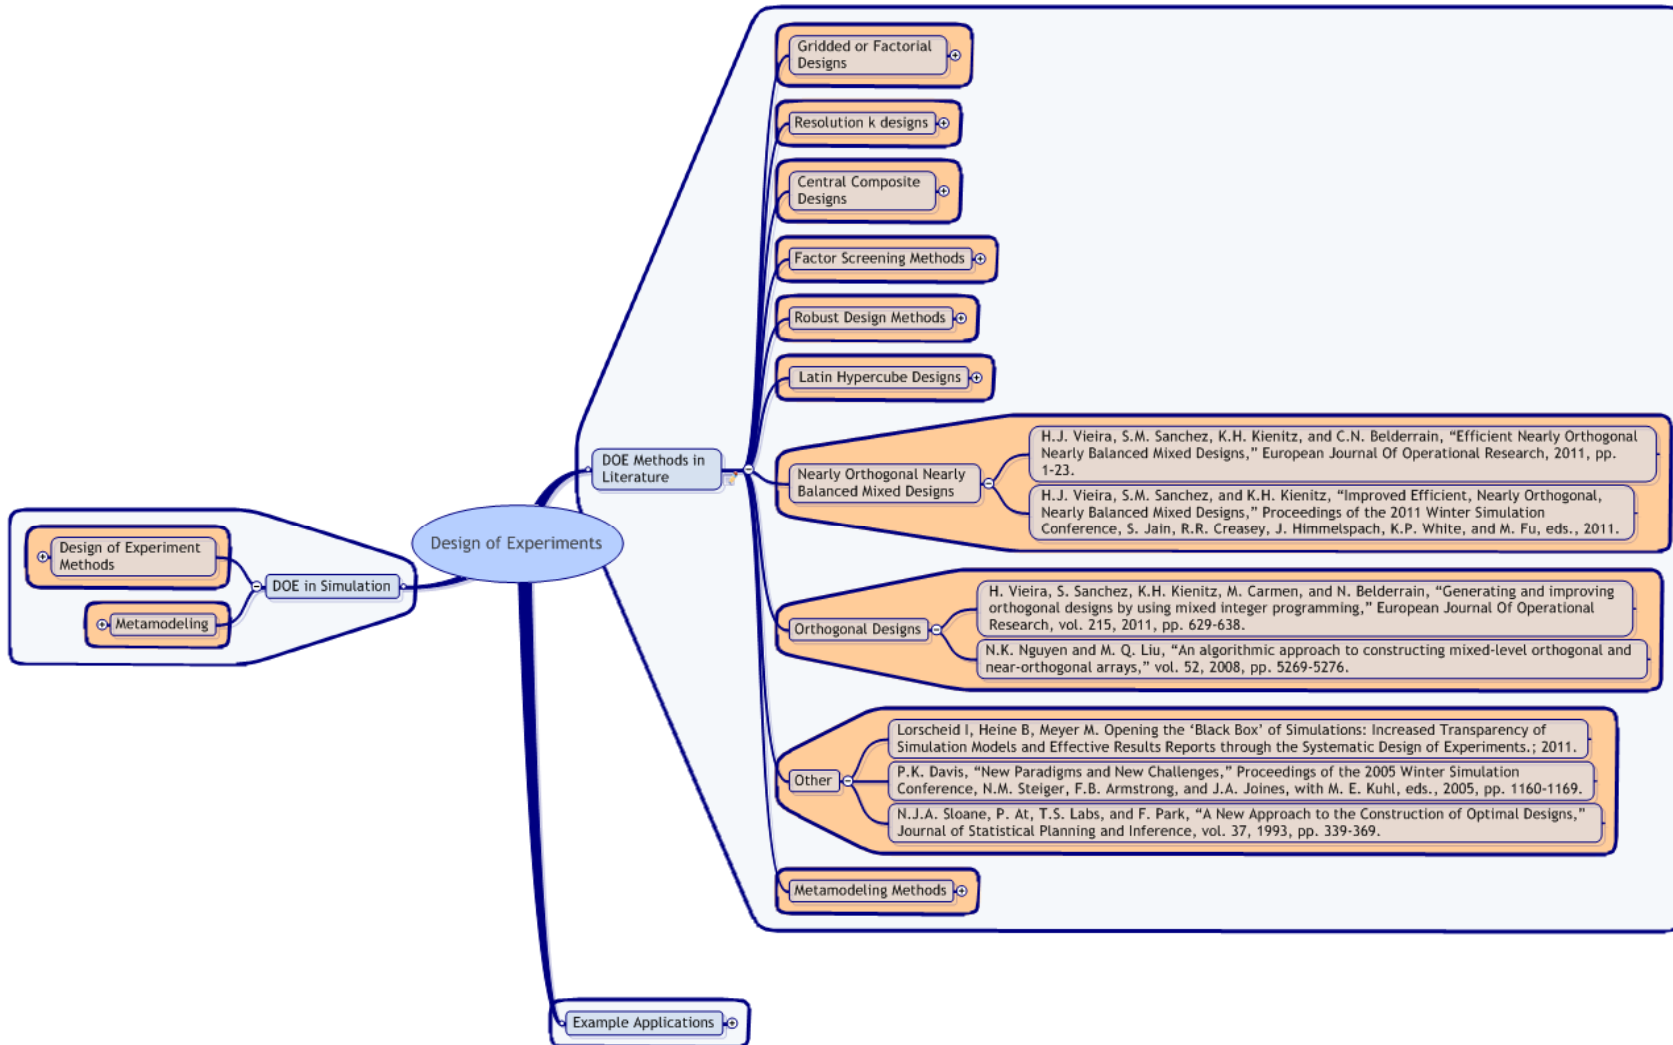 Gridded or Factorial
Designs
Resolution k designs
Central Composite
Designs
Factor Screening Methods
Robust Design Methods
Latin Hypercube Designs
DOE Methods in
Literature
Nearly Orthogonal Nearly
Balanced Mixed Designs
H.J. Vieira, S.M. Sanchez, K.H. Kienitz, and C.N. Belderrain, “Efficient Nearly Orthogonal
Nearly Balanced Mixed Designs,” European Journal Of Operational Research, 2011, pp.
1-23.
H.J. Vieira, S.M. Sanchez, and K.H. Kienitz, “Improved Efficient, Nearly Orthogonal,
Nearly Balanced Mixed Designs,” Proceedings of the 2011 Winter Simulation
Conference, S. Jain, R.R. Creasey, J. Himmelspach, K.P. White, and M. Fu, eds., 2011.
Design of Experiments
Design of Experiment
Methods
DOE in Simulation
Metamodeling
Orthogonal Designs
H. Vieira, S. Sanchez, K.H. Kienitz, M. Carmen, and N. Belderrain, “Generating and improving
orthogonal designs by using mixed integer programming,” European Journal Of Operational
Research, vol. 215, 2011, pp. 629-638.
N.K. Nguyen and M. Q. Liu, “An algorithmic approach to constructing mixed-level orthogonal and
near-orthogonal arrays,” vol. 52, 2008, pp. 5269-5276.
Other
Lorscheid I, Heine B, Meyer M. Opening the ‘Black Box’ of Simulations: Increased Transparency of
Simulation Models and Effective Results Reports through the Systematic Design of Experiments.; 2011.
P.K. Davis, “New Paradigms and New Challenges,” Proceedings of the 2005 Winter Simulation
Conference, N.M. Steiger, F.B. Armstrong, and J.A. Joines, with M. E. Kuhl, eds., 2005, pp. 1160-1169.
N.J.A. Sloane, P. At, T.S. Labs, and F. Park, “A New Approach to the Construction of Optimal Designs,”
Journal of Statistical Planning and Inference, vol. 37, 1993, pp. 339-369.
Metamodeling Methods
Example Applications